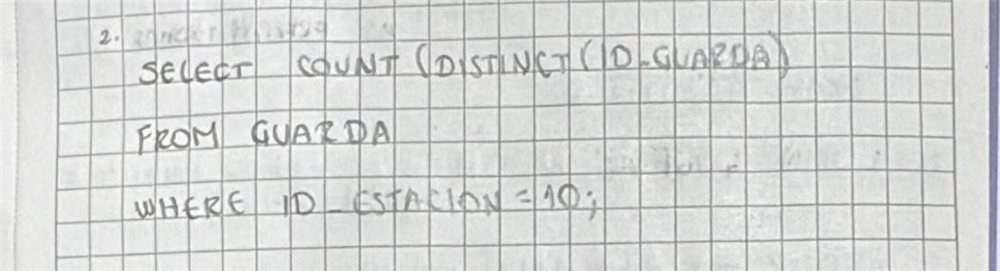 2.
SELECT COUNT (DISTINCT (ID_GUARDA)
FROM GUARDA
WHERE ID_ESTACION = 10;